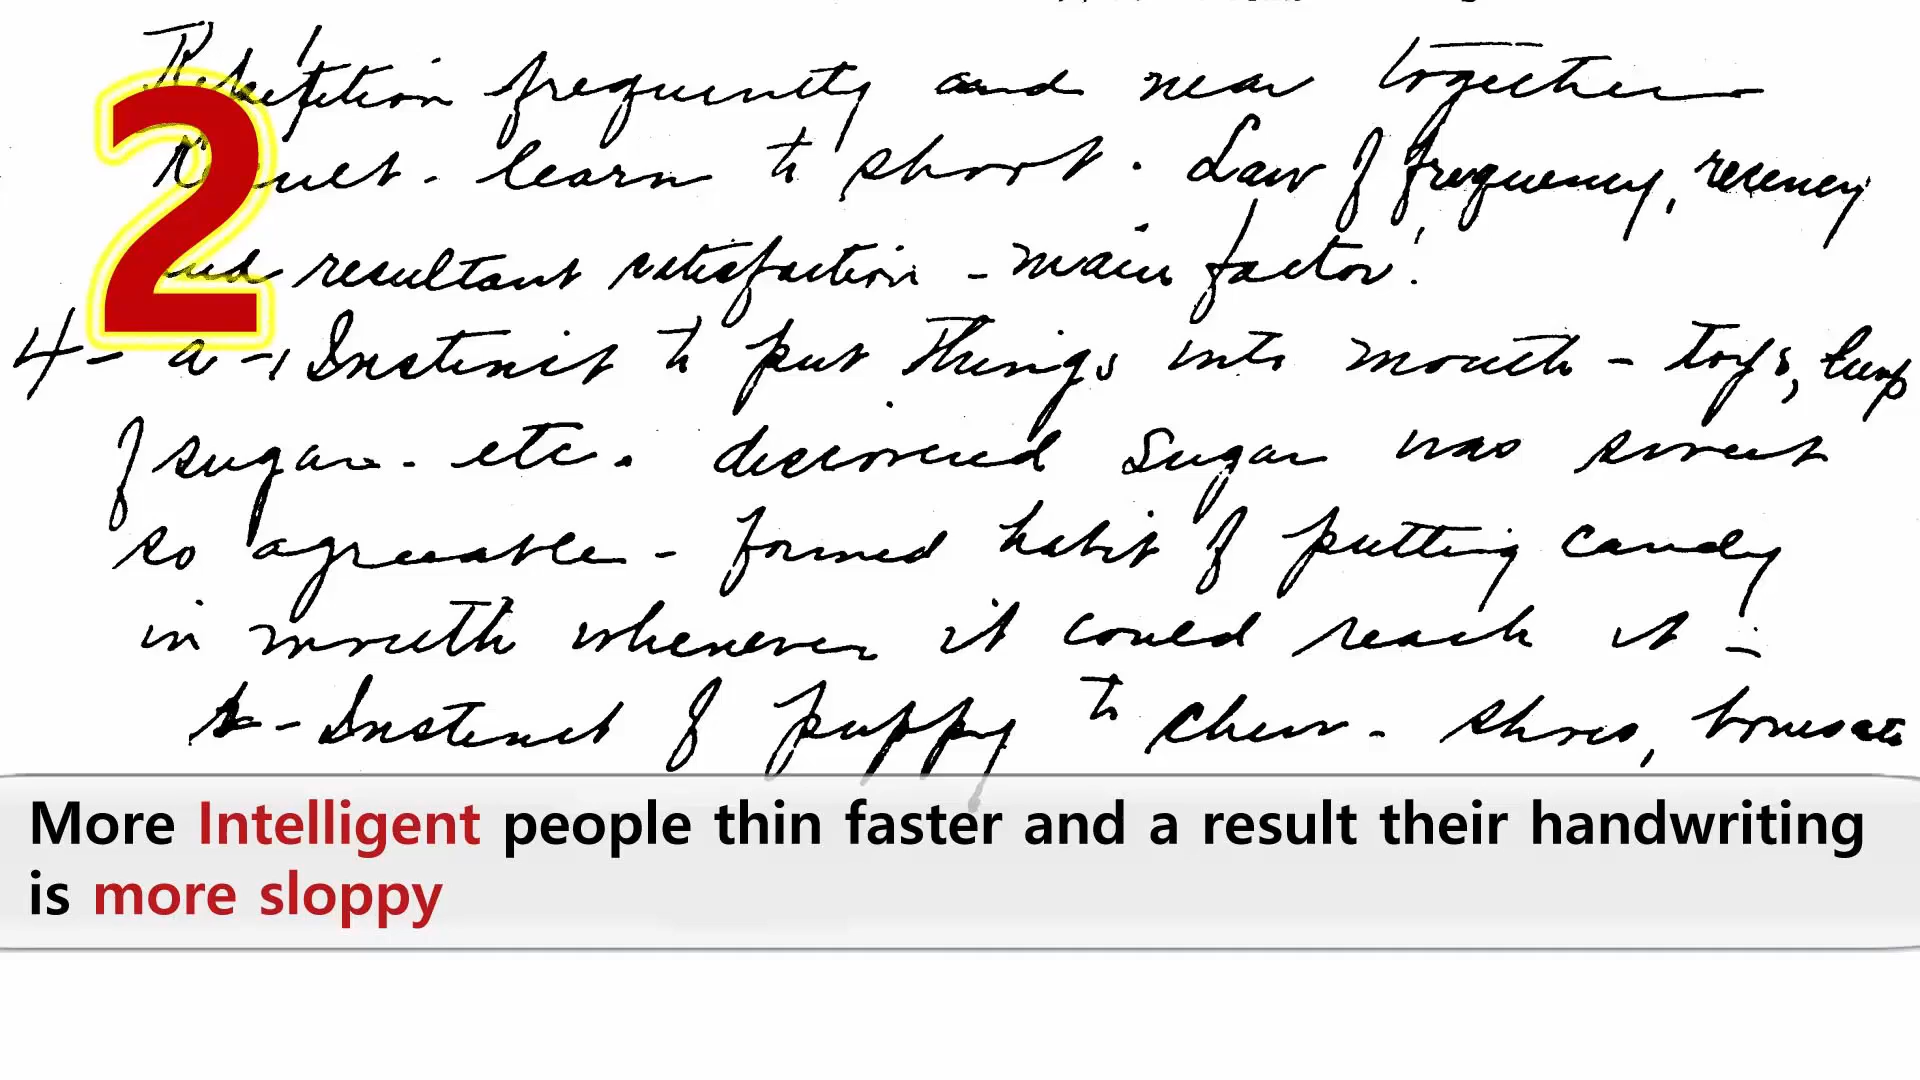 Repetition frequently and near together
2
Result - learn to shoot. Law of frequency, recency
and resultant satisfaction - main factor.
4 - a - Instinct to put things into mouth - toys, lump
of sugar - etc. discovered sugar was sweet
so agreeable - formed habit of putting candy
in mouth whenever it could reach it -
b - Instinct of puppy to chew - shoes, bones etc
More Intelligent people thin faster and a result their handwriting
is more sloppy